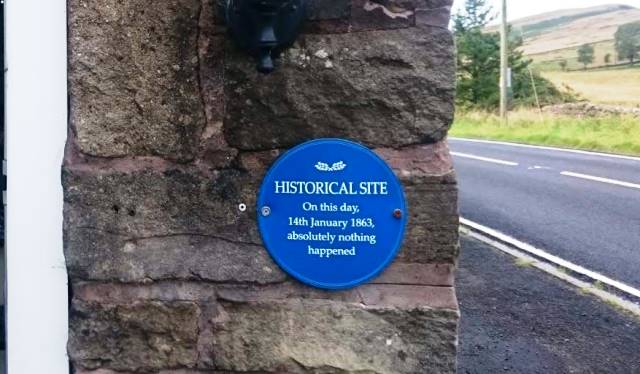 HISTORICAL SITE
On this day,
14th January 1863,
absolutely nothing
happened